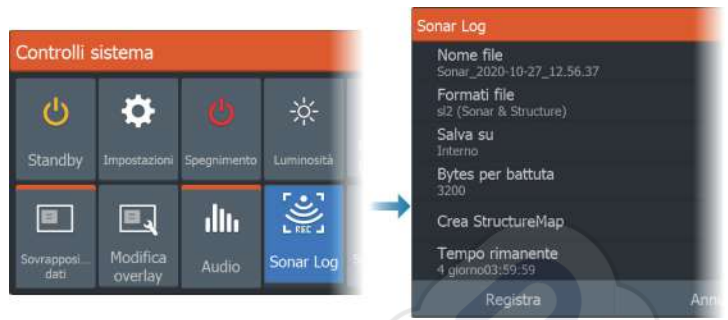 Controlli sistema
Standby
Impostazioni
Spegnimento
Luminosità
Sovrapposi...
dati
Modifica
overlay
Audio
REC
Sonar Log
Sonar Log
Nome file
Sonar_2020-10-27_12.56.37
Formati file
sl2 (Sonar & Structure)
Salva su
Interno
Bytes per battuta
3200
Crea StructureMap
Tempo rimanente
4 giorno03:59:59
Registra